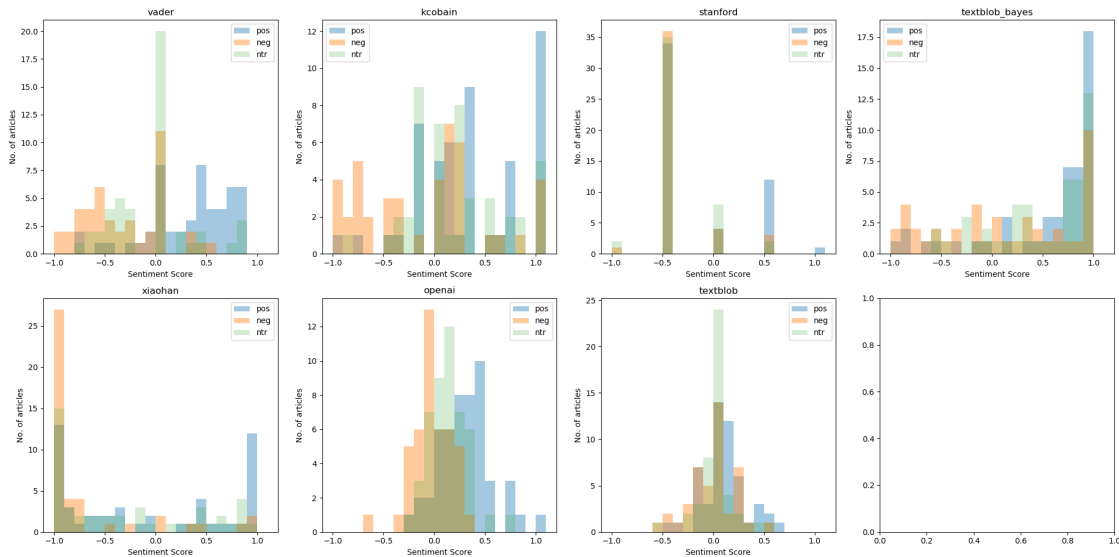 vader
20.0
17.5
15.0
12.5
10.0
7.5
5.0
2.5
0.0
No. of articles
pos
neg
ntr
−1.0 −0.5 0.0 0.5 1.0
Sentiment Score
kcobain
12
10
8
6
4
2
0
No. of articles
pos
neg
ntr
−1.0 −0.5 0.0 0.5 1.0
Sentiment Score
stanford
35
30
25
20
15
10
5
0
No. of articles
pos
neg
ntr
−1.0 −0.5 0.0 0.5 1.0
Sentiment Score
textblob_bayes
17.5
15.0
12.5
10.0
7.5
5.0
2.5
0.0
No. of articles
pos
neg
ntr
−1.0 −0.5 0.0 0.5 1.0
Sentiment Score
xiaohan
25
20
15
10
5
0
No. of articles
pos
neg
ntr
−1.0 −0.5 0.0 0.5 1.0
Sentiment Score
openai
12
10
8
6
4
2
0
No. of articles
pos
neg
ntr
−1.0 −0.5 0.0 0.5 1.0
Sentiment Score
textblob
25
20
15
10
5
0
No. of articles
pos
neg
ntr
−1.0 −0.5 0.0 0.5 1.0
Sentiment Score
1.0
0.8
0.6
0.4
0.2
0.0
0.0 0.2 0.4 0.6 0.8 1.0